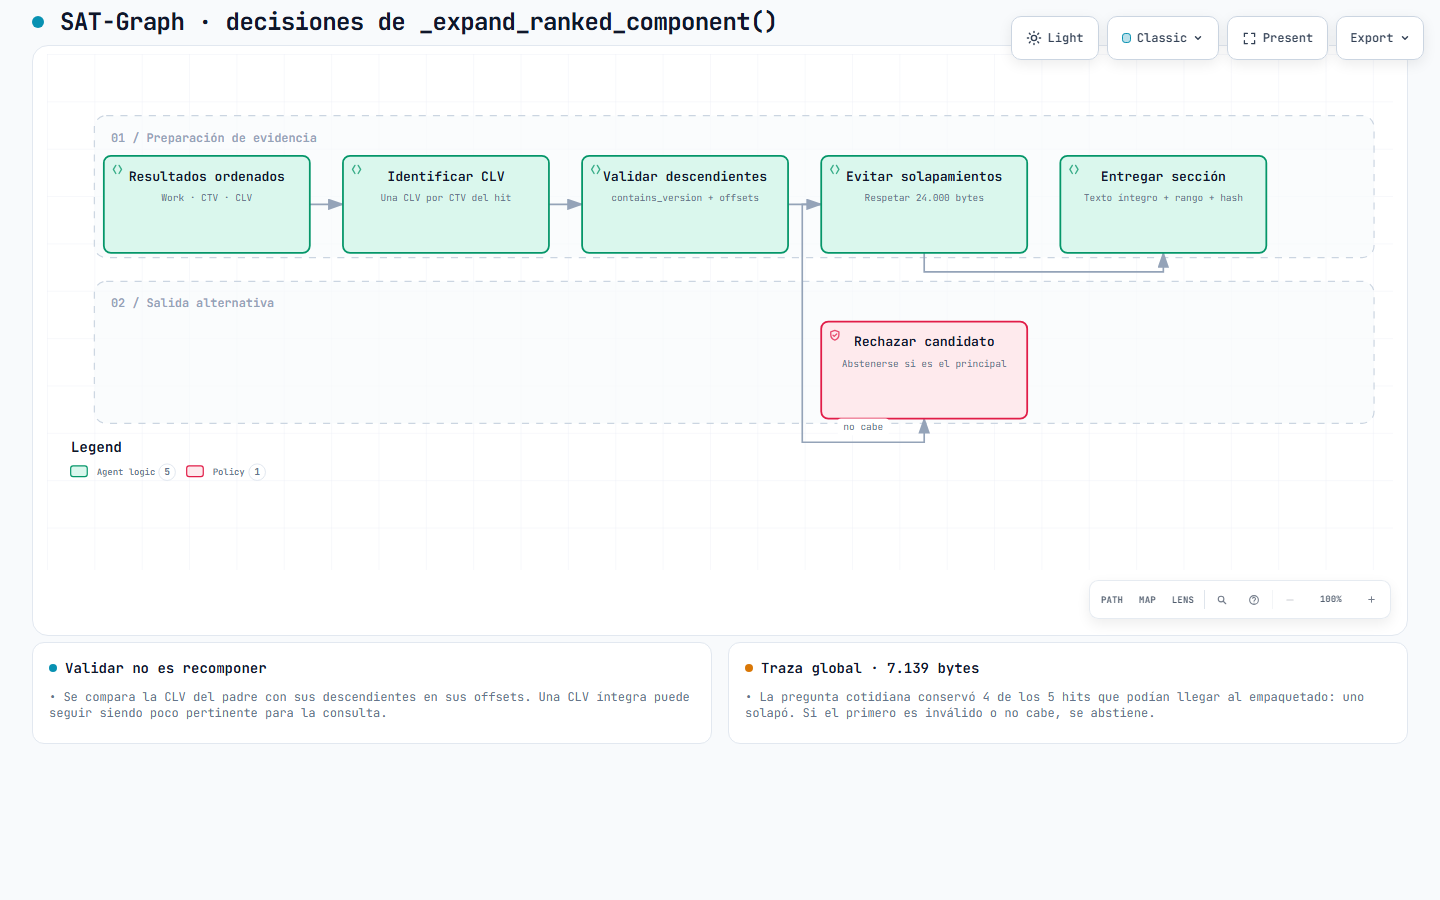 SAT-Graph · decisiones de _expand_ranked_component()
Light
Classic
Present
Export
01 / Preparación de evidencia
Resultados ordenados
Work · CTV · CLV
Identificar CLV
Una CLV por CTV del hit
Validar descendientes
contains_version + offsets
Evitar solapamientos
Respetar 24.000 bytes
Entregar sección
Texto íntegro + rango + hash
02 / Salida alternativa
Rechazar candidato
Abstenerse si es el principal
no cabe
Legend
Agent logic 5
Policy 1
PATH MAP LENS 100%
Validar no es recomponer
• Se compara la CLV del padre con sus descendientes en sus offsets. Una CLV íntegra puede
seguir siendo poco pertinente para la consulta.
Traza global · 7.139 bytes
• La pregunta cotidiana conservó 4 de los 5 hits que podían llegar al empaquetado: uno
solapó. Si el primero es inválido o no cabe, se abstiene.